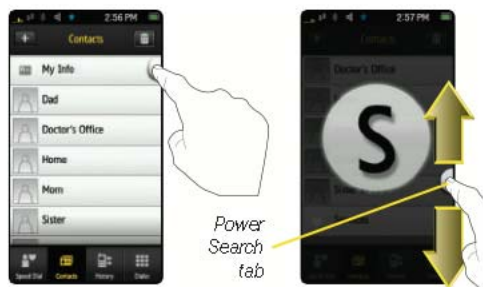 2:56 PM
Contacts
My Info
Dad
Doctor's Office
Home
Mom
Sister
Speed Dial
Contacts
History
Dialer
Power
Search
tab
2:57 PM
Contacts
Doctor's Office
S